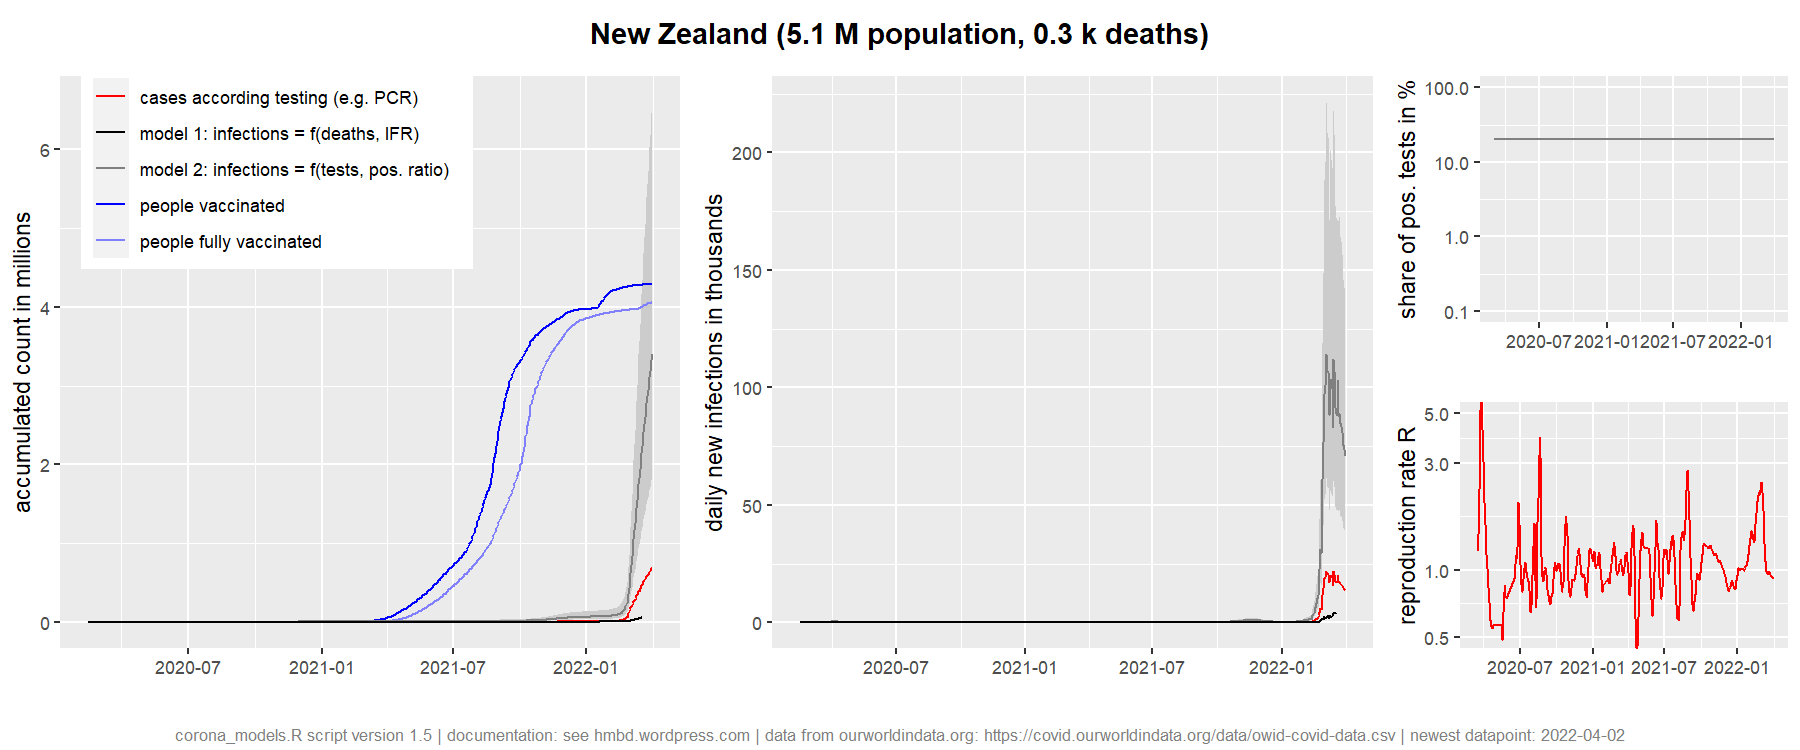 New Zealand (5.1 M population, 0.3 k deaths)
accumulated count in millions
6
4
2
0
cases according testing (e.g. PCR)
model 1: infections = f(deaths, IFR)
model 2: infections = f(tests, pos. ratio)
people vaccinated
people fully vaccinated
2020-07 2021-01 2021-07 2022-01
daily new infections in thousands
200
150
100
50
0
2020-07 2021-01 2021-07 2022-01
share of pos. tests in %
100.0
10.0
1.0
0.1
2020-07 2021-01 2021-07 2022-01
reproduction rate R
5.0
3.0
1.0
0.5
2020-07 2021-01 2021-07 2022-01
corona_models.R script version 1.5 | documentation: see hmbd.wordpress.com | data from ourworldindata.org: https://covid.ourworldindata.org/data/owid-covid-data.csv | newest datapoint: 2022-04-02